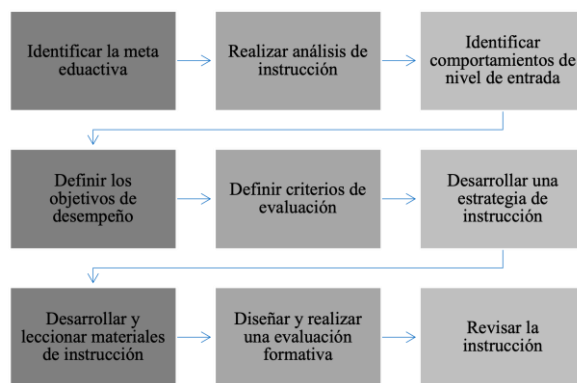 Identificar la meta
eduactiva
Realizar análisis de
instrucción
Identificar
comportamientos de
nivel de entrada
Definir los
objetivos de
desempeño
Definir criterios de
evaluación
Desarrollar una
estrategia de
instrucción
Desarrollar y
leccionar materiales
de instrucción
Diseñar y realizar
una evaluación
formativa
Revisar la
instrucción